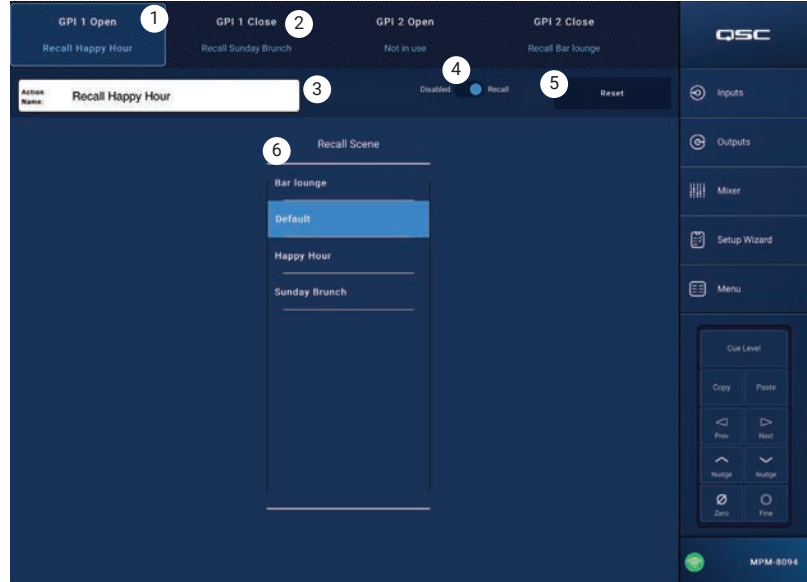 GPI 1 Open 1 GPI 1 Close 2 GPI 2 Open GPI 2 Close
Recall Happy Hour Recall Sunday Brunch Not in use Recall Bar lounge
QSC
Action Name: Recall Happy Hour 3
4
Disabled Recall
5
Reset
6
Recall Scene
Bar lounge
Default
Happy Hour
Sunday Brunch
Inputs
Outputs
Mixer
Setup Wizard
Menu
Cue Level
Copy Paste
Prev Next
Nudge Nudge
Zero Fine
MPM-8094